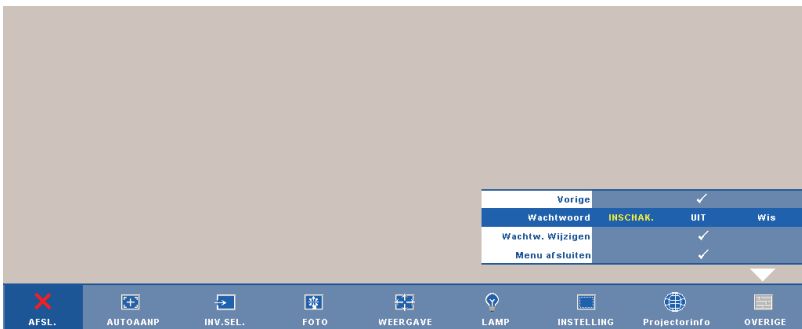 Vorige
Wachtwoord INSCHAK. UIT Wis
Wachtw. Wijzigen
Menu afsluiten
AFSL. AUTOAANP INV.SEL. FOTO WEERGAVE LAMP INSTELLING Projectorinfo OVERIGE